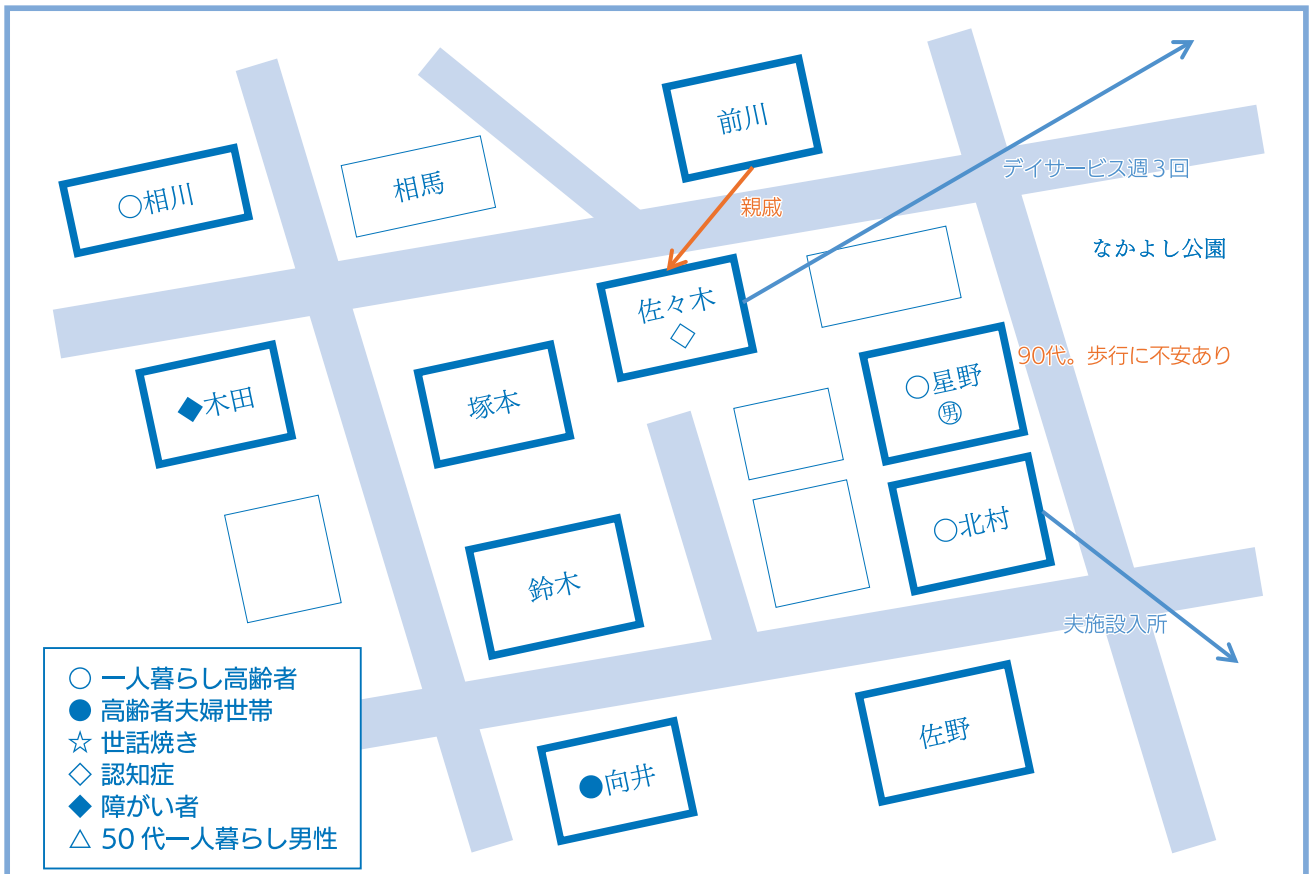 前川
デイサービス週３回
○相川
相馬
親戚
なかよし公園
佐々木
◇
90代。歩行に不安あり
◆木田
塚本
○星野
男
○北村
鈴木
夫施設入所
佐野
●向井
○ 一人暮らし高齢者
● 高齢者夫婦世帯
☆ 世話焼き
◇ 認知症
◆ 障がい者
△ 50代一人暮らし男性